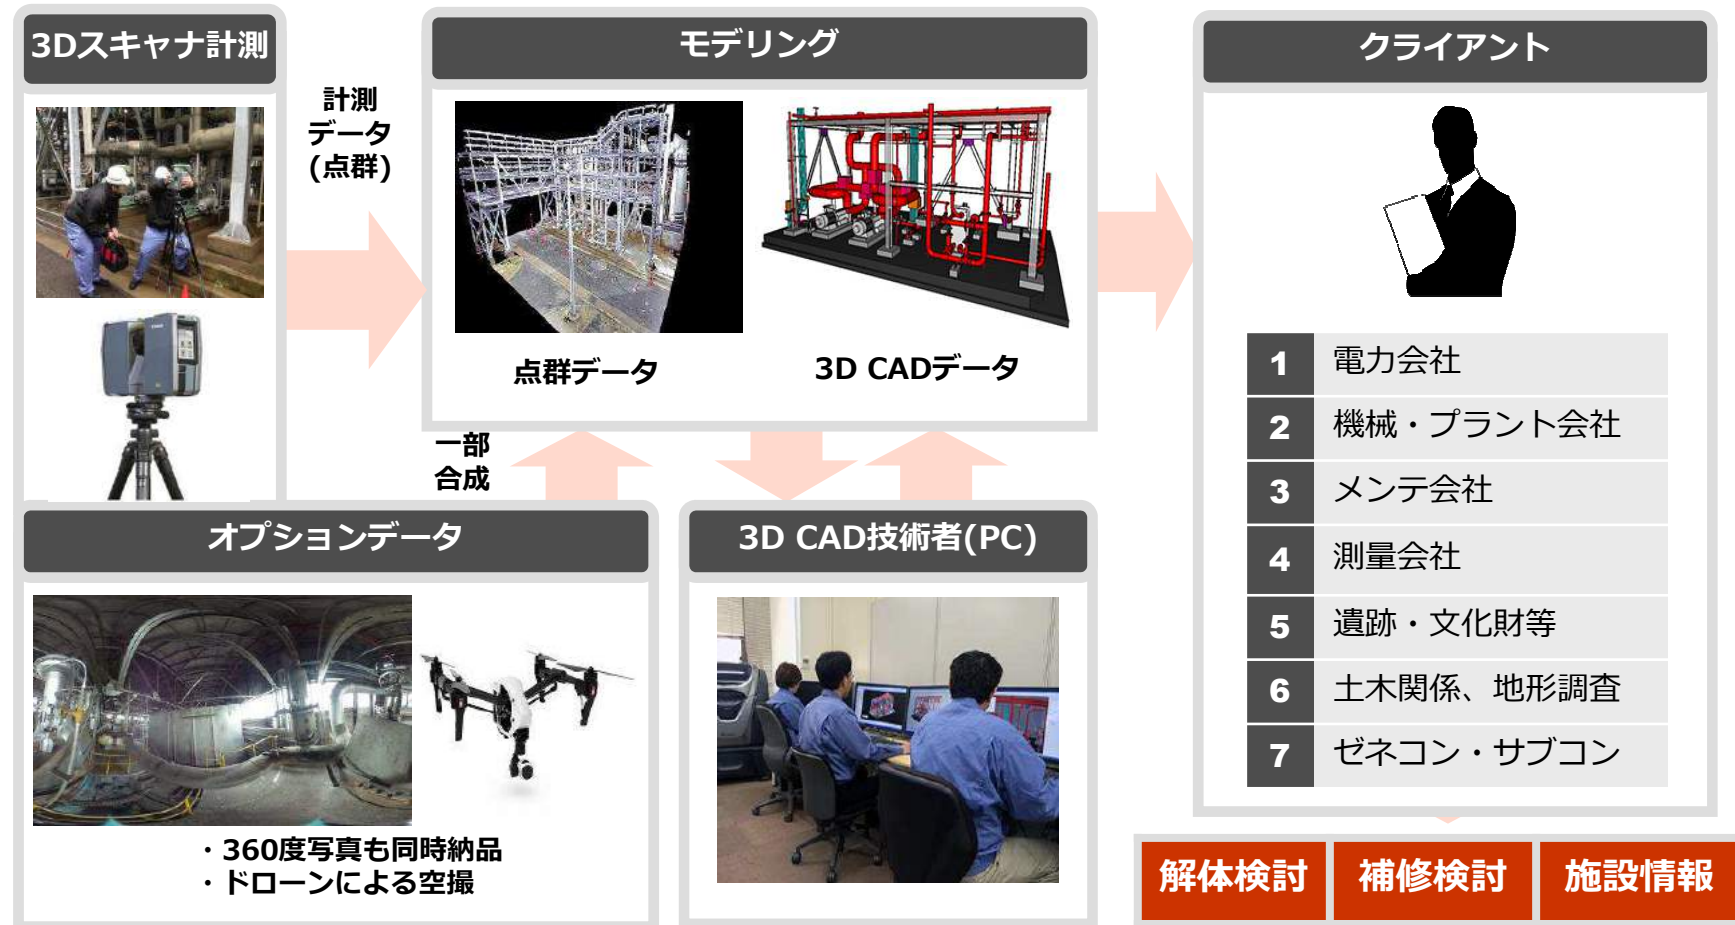 3Dスキャナ計測
計測
データ
(点群)
モデリング
点群データ
3D CADデータ
クライアント
1 電力会社
2 機械・プラント会社
3 メンテ会社
4 測量会社
5 遺跡・文化財等
6 土木関係、地形調査
7 ゼネコン・サブコン
一部
合成
オプションデータ
・360度写真も同時納品
・ドローンによる空撮
3D CAD技術者(PC)
解体検討
補修検討
施設情報